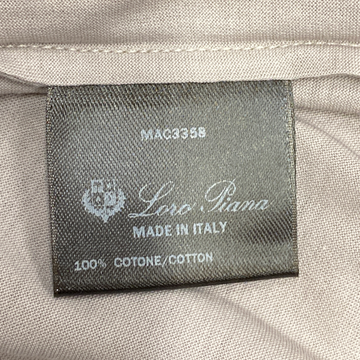 MAC3358
Loro Piana
MADE IN ITALY
100% COTONE/COTTON